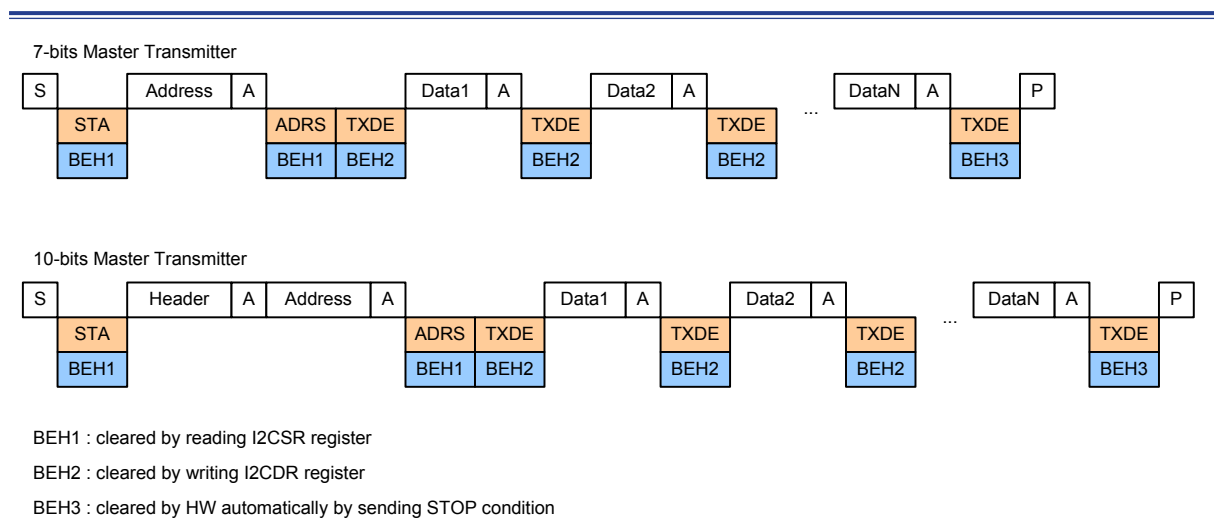 7-bits Master Transmitter
S Address A Data1 A Data2 A ... DataN A P
STA ADRS TXDE TXDE TXDE TXDE
BEH1 BEH1 BEH2 BEH2 BEH2 BEH3
10-bits Master Transmitter
S Header A Address A Data1 A Data2 A ... DataN A P
STA ADRS TXDE TXDE TXDE TXDE
BEH1 BEH1 BEH2 BEH2 BEH2 BEH3
BEH1 : cleared by reading I2CSR register
BEH2 : cleared by writing I2CDR register
BEH3 : cleared by HW automatically by sending STOP condition